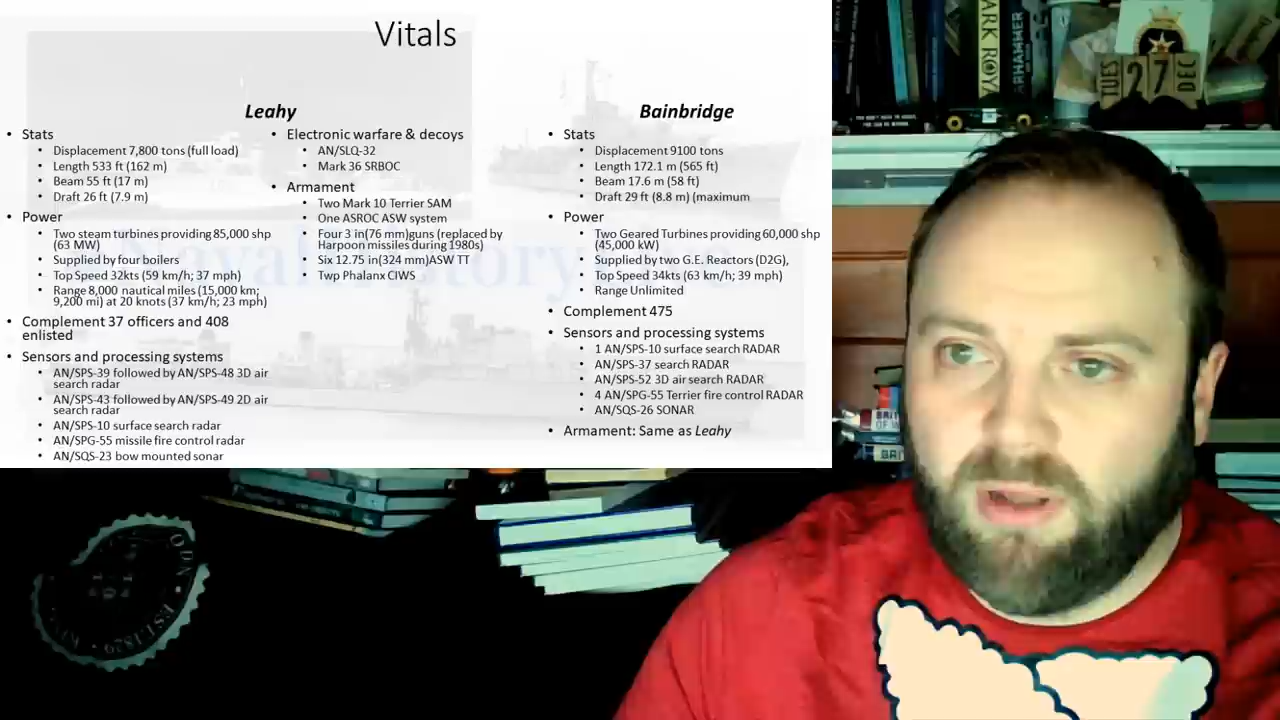 Vitals
Leahy
• Stats
• Displacement 7,800 tons (full load)
• Length 533 ft (162 m)
• Beam 55 ft (17 m)
• Draft 26 ft (7.9 m)
• Power
• Two steam turbines providing 85,000 shp
(63 MW)
• Supplied by four boilers
• Top Speed 32kts (59 km/h; 37 mph)
• Range 8,000 nautical miles (15,000 km;
9,200 mi) at 20 knots (37 km/h; 23 mph)
• Complement 37 officers and 408
enlisted
• Sensors and processing systems
• AN/SPS-39 followed by AN/SPS-48 3D air
search radar
• AN/SPS-43 followed by AN/SPS-49 2D air
search radar
• AN/SPS-10 surface search radar
• AN/SPG-55 missile fire control radar
• AN/SQS-23 bow mounted sonar
• Electronic warfare & decoys
• AN/SLQ-32
• Mark 36 SRBOC
• Armament
• Two Mark 10 Terrier SAM
• One ASROC ASW system
• Four 3 in(76 mm)guns (replaced by
Harpoon missiles during 1980s)
• Six 12.75 in(324 mm)ASW TT
• Twp Phalanx CIWS
Bainbridge
• Stats
• Displacement 9100 tons
• Length 172.1 m (565 ft)
• Beam 17.6 m (58 ft)
• Draft 29 ft (8.8 m) (maximum
• Power
• Two Geared Turbines providing 60,000 shp
(45,000 kW)
• Supplied by two G.E. Reactors (D2G),
• Top Speed 34kts (63 km/h; 39 mph)
• Range Unlimited
• Complement 475
• Sensors and processing systems
• 1 AN/SPS-10 surface search RADAR
• AN/SPS-37 search RADAR
• AN/SPS-52 3D air search RADAR
• 4 AN/SPG-55 Terrier fire control RADAR
• AN/SQS-26 SONAR
• Armament: Same as Leahy
ARK ROY
ARHAMMER
TUES
27
DEC
EST 1829
BRIT
BRI